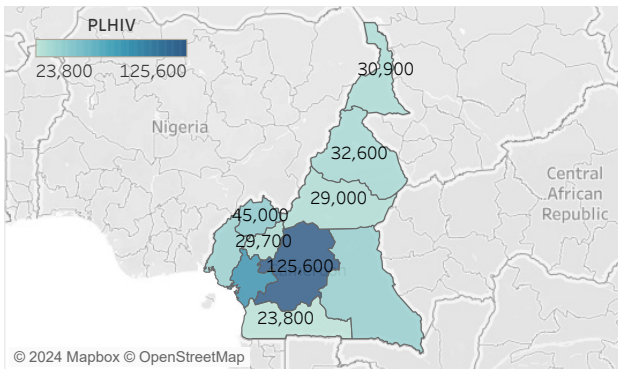 PLHIV
23,800 125,600
30,900
Nigeria
32,600
Central
African
Republic
29,000
45,000
29,700
125,600
23,800
© 2024 Mapbox © OpenStreetMap